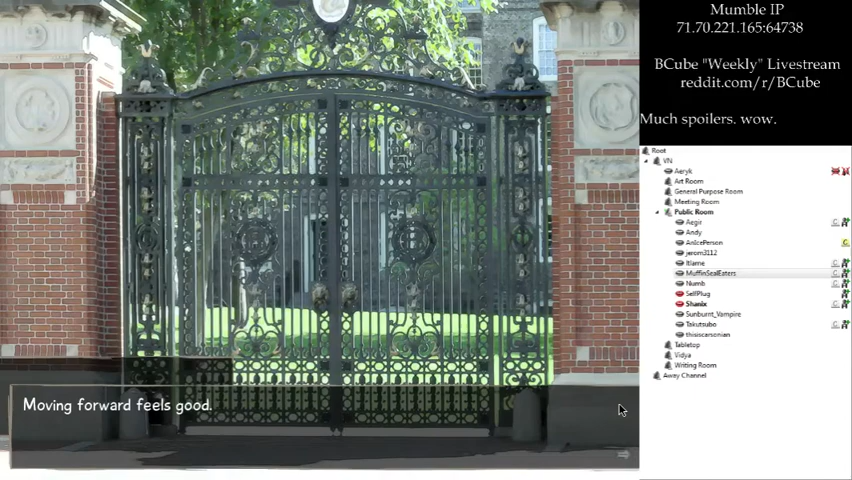 Mumble IP
71.70.221.165:64738
BCube "Weekly" Livestream
reddit.com/r/BCube
Much spoilers. wow.
Root
VN
Aeryk
Art Room
General Purpose Room
Meeting Room
Public Room
Aegir
Andy
AnIcePerson
jerom3112
Itlame
MuffinSealEaters
Numb
SelfPlug
Shanix
Sunburnt_Vampire
Takutsubo
thisiscarsonian
Tabletop
Vidya
Writing Room
Away Channel
Moving forward feels good.